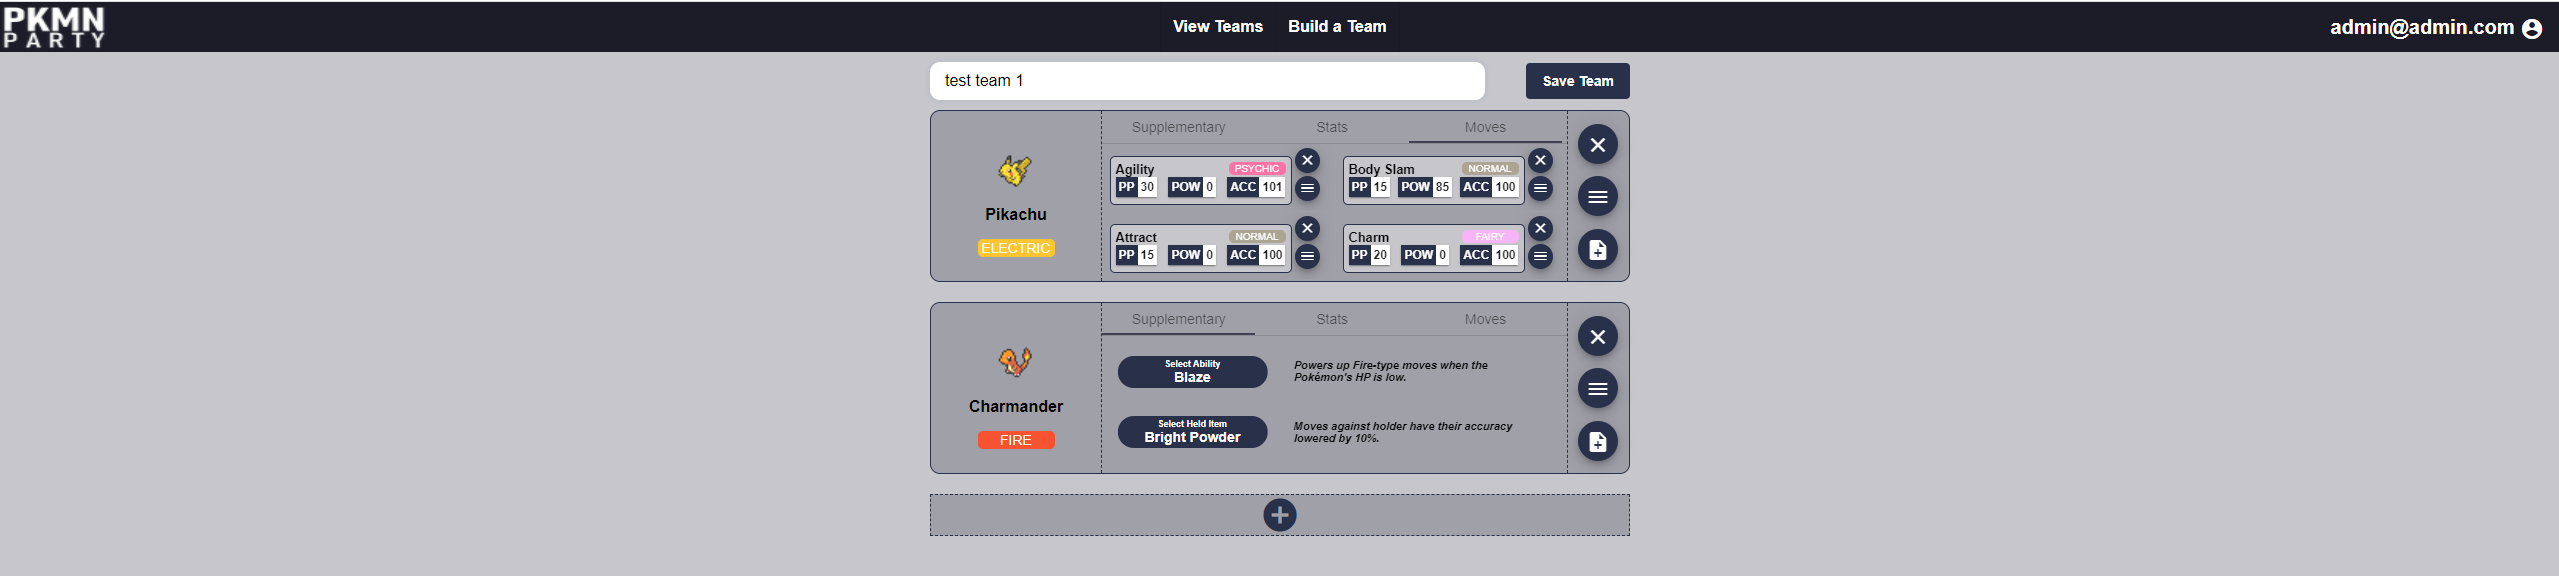 PKMN
PARTY
View Teams Build a Team
admin@admin.com
test team 1
Save Team
Pikachu
ELECTRIC
Supplementary Stats Moves
Agility PSYCHIC
PP 30 POW 0 ACC 101
Body Slam NORMAL
PP 15 POW 85 ACC 100
Attract NORMAL
PP 15 POW 0 ACC 100
Charm FAIRY
PP 20 POW 0 ACC 100
Charmander
FIRE
Supplementary Stats Moves
Select Ability
Blaze
Powers up Fire-type moves when the
Pokémon's HP is low.
Select Held Item
Bright Powder
Moves against holder have their accuracy
lowered by 10%.